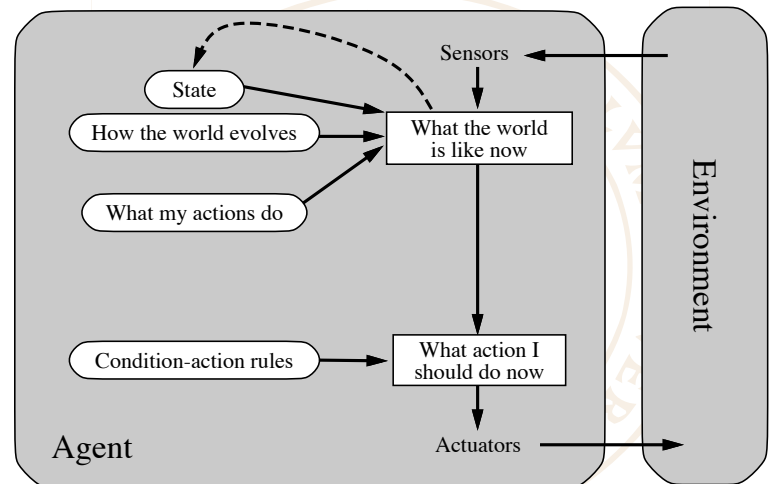 Sensors
State
How the world evolves
What the world
is like now
What my actions do
Environment
Condition-action rules
What action I
should do now
Agent
Actuators